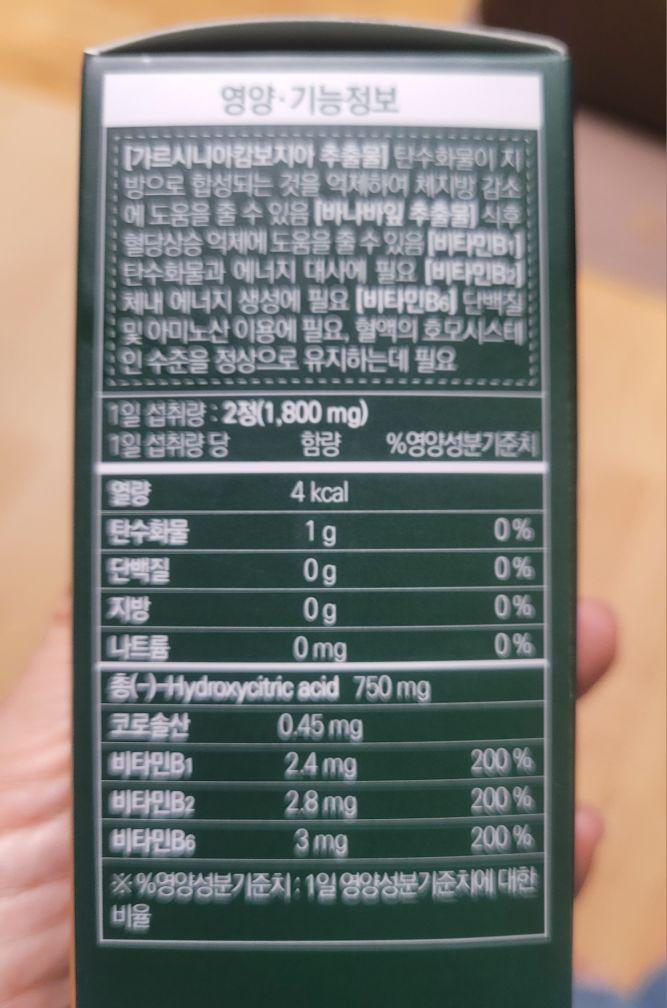 영양·기능정보
[가르시니아캄보지아 추출물] 탄수화물이 지
방으로 합성되는 것을 억제하여 체지방 감소
에 도움을 줄 수 있음 [바나바잎 추출물] 식후
혈당상승 억제에 도움을 줄 수 있음 [비타민B1]
탄수화물과 에너지 대사에 필요 [비타민B2]
체내 에너지 생성에 필요 [비타민B6] 단백질
및 아미노산 이용에 필요, 혈액의 호모시스테
인 수준을 정상으로 유지하는데 필요
1일 섭취량 : 2정(1,800 mg)
1일 섭취량 당 함량 %영양성분기준치
열량 4 kcal
탄수화물 1 g 0 %
단백질 0 g 0 %
지방 0 g 0 %
나트륨 0 mg 0 %
총(-)-Hydroxycitric acid 750 mg
코로솔산 0.45 mg
비타민B1 2.4 mg 200 %
비타민B2 2.8 mg 200 %
비타민B6 3 mg 200 %
※ %영양성분기준치 : 1일 영양성분기준치에 대한
비율